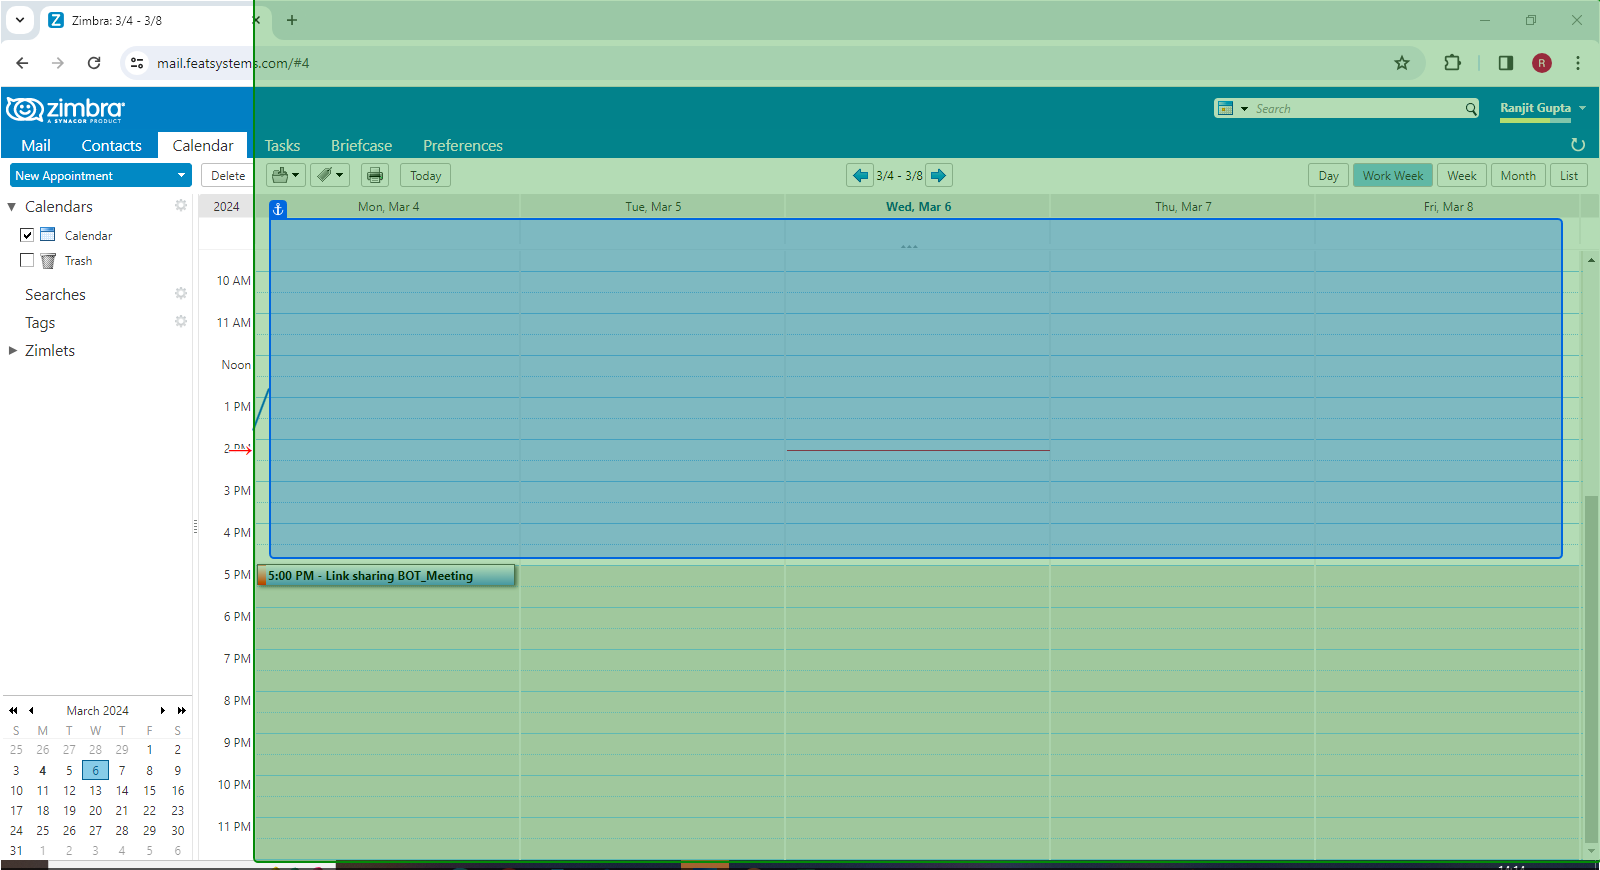 Zimbra: 3/4 - 3/8
mail.featsystems.com/#4
R
zimbra
A SYNACOR PRODUCT
Search
Ranjit Gupta
Mail Contacts Calendar Tasks Briefcase Preferences
New Appointment Delete Today 3/4 - 3/8 Day Work Week Week Month List
Calendars
Calendar
Trash
Searches
Tags
Zimlets
2024 Mon, Mar 4 Tue, Mar 5 Wed, Mar 6 Thu, Mar 7 Fri, Mar 8
10 AM
11 AM
Noon
1 PM
2 PM
3 PM
4 PM
5 PM 5:00 PM - Link sharing BOT_Meeting
6 PM
7 PM
8 PM
9 PM
10 PM
11 PM
March 2024
S M T W T F S
25 26 27 28 29 1 2
3 4 5 6 7 8 9
10 11 12 13 14 15 16
17 18 19 20 21 22 23
24 25 26 27 28 29 30
31 1 2 3 4 5 6